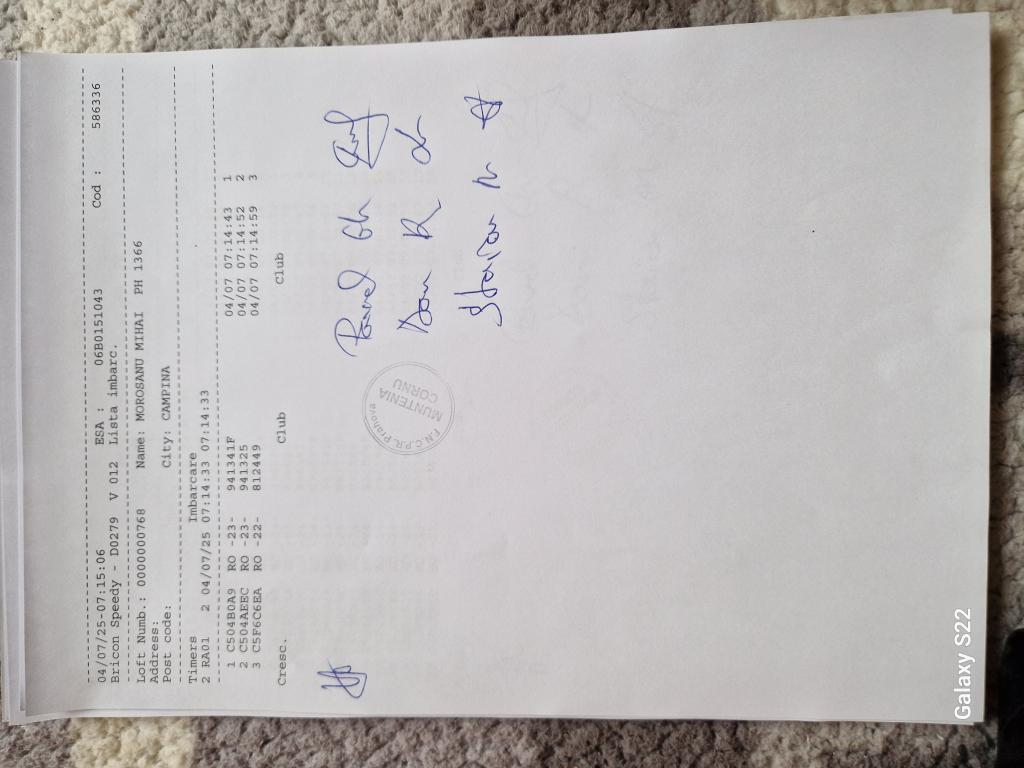 04/07/25-07:15:06 ESA : 06B0151043 Cod : 586336
Bricon Speedy - D0279 V 012 Lista imbarc.
Loft Numb.: 0000000768 Name: MOROSANU MIHAI PH 1366
Address:
Post code: City: CAMPINA
Timers Imbarcare
2 RA01 2 04/07/25 07:14:33 07:14:33
1 C504B0A9 RO -23- 941341F 04/07 07:14:43 1
2 C504AEEC RO -23- 941325 04/07 07:14:52 2
3 C5F6C6EA RO -22- 812449 04/07 07:14:59 3
Cresc. Club Club
Pavel Gh
Dan R
F.N.C.P.R. Prahova
MUNTENIA
CORNU
Galaxy S22